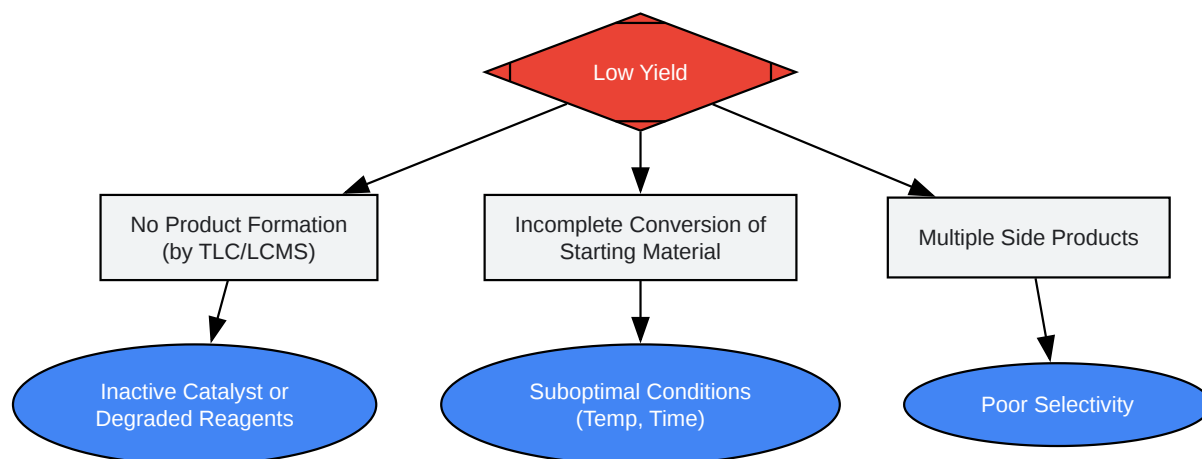 Low Yield
No Product Formation
(by TLC/LCMS)
Incomplete Conversion of
Starting Material
Multiple Side Products
Inactive Catalyst or
Degraded Reagents
Suboptimal Conditions
(Temp, Time)
Poor Selectivity